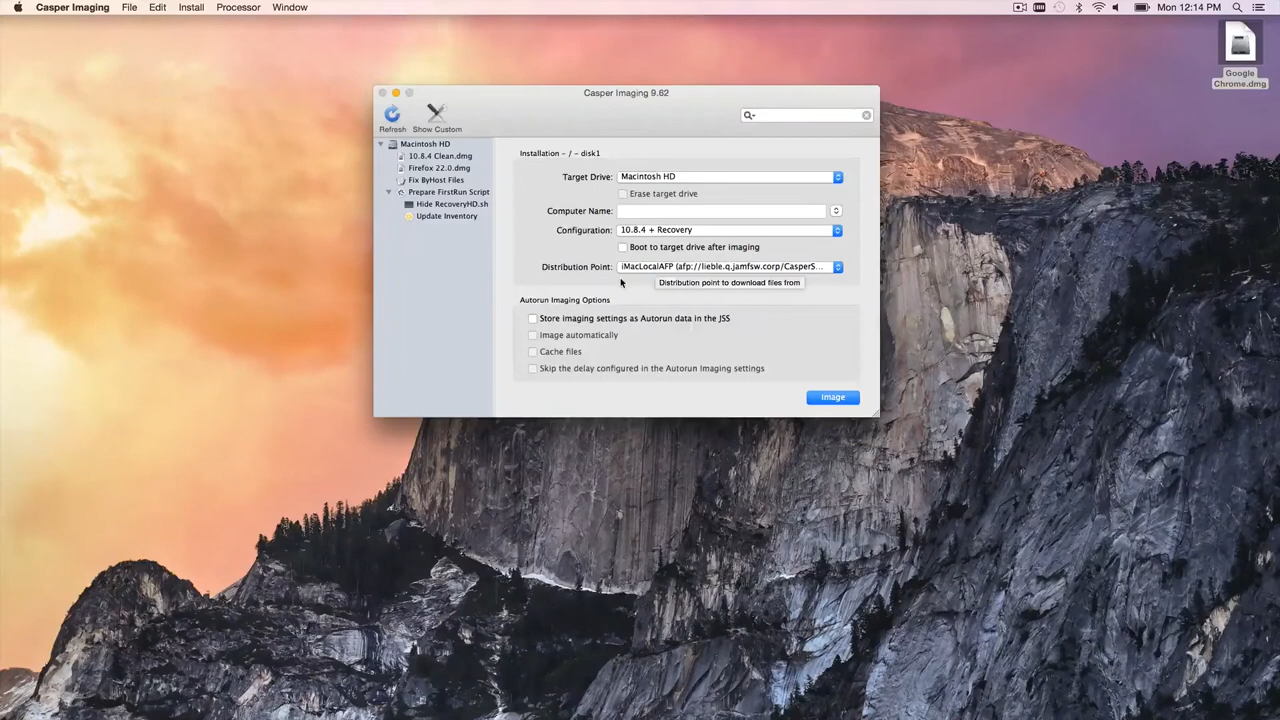 Casper Imaging File Edit Install Processor Window
Mon 12:14 PM
Google
Chrome.dmg
Casper Imaging 9.62
Refresh Show Custom
Macintosh HD
10.8.4 Clean.dmg
Firefox 22.0.dmg
Fix ByHost Files
Prepare FirstRun Script
Hide RecoveryHD.sh
Update Inventory
Installation - / - disk1
Target Drive: Macintosh HD
Erase target drive
Computer Name:
Configuration: 10.8.4 + Recovery
Boot to target drive after imaging
Distribution Point: iMacLocalAFP (afp://lieble.q.jamfsw.corp/CasperS...
Distribution point to download files from
Autorun Imaging Options
Store imaging settings as Autorun data in the JSS
Image automatically
Cache files
Skip the delay configured in the Autorun Imaging settings
Image